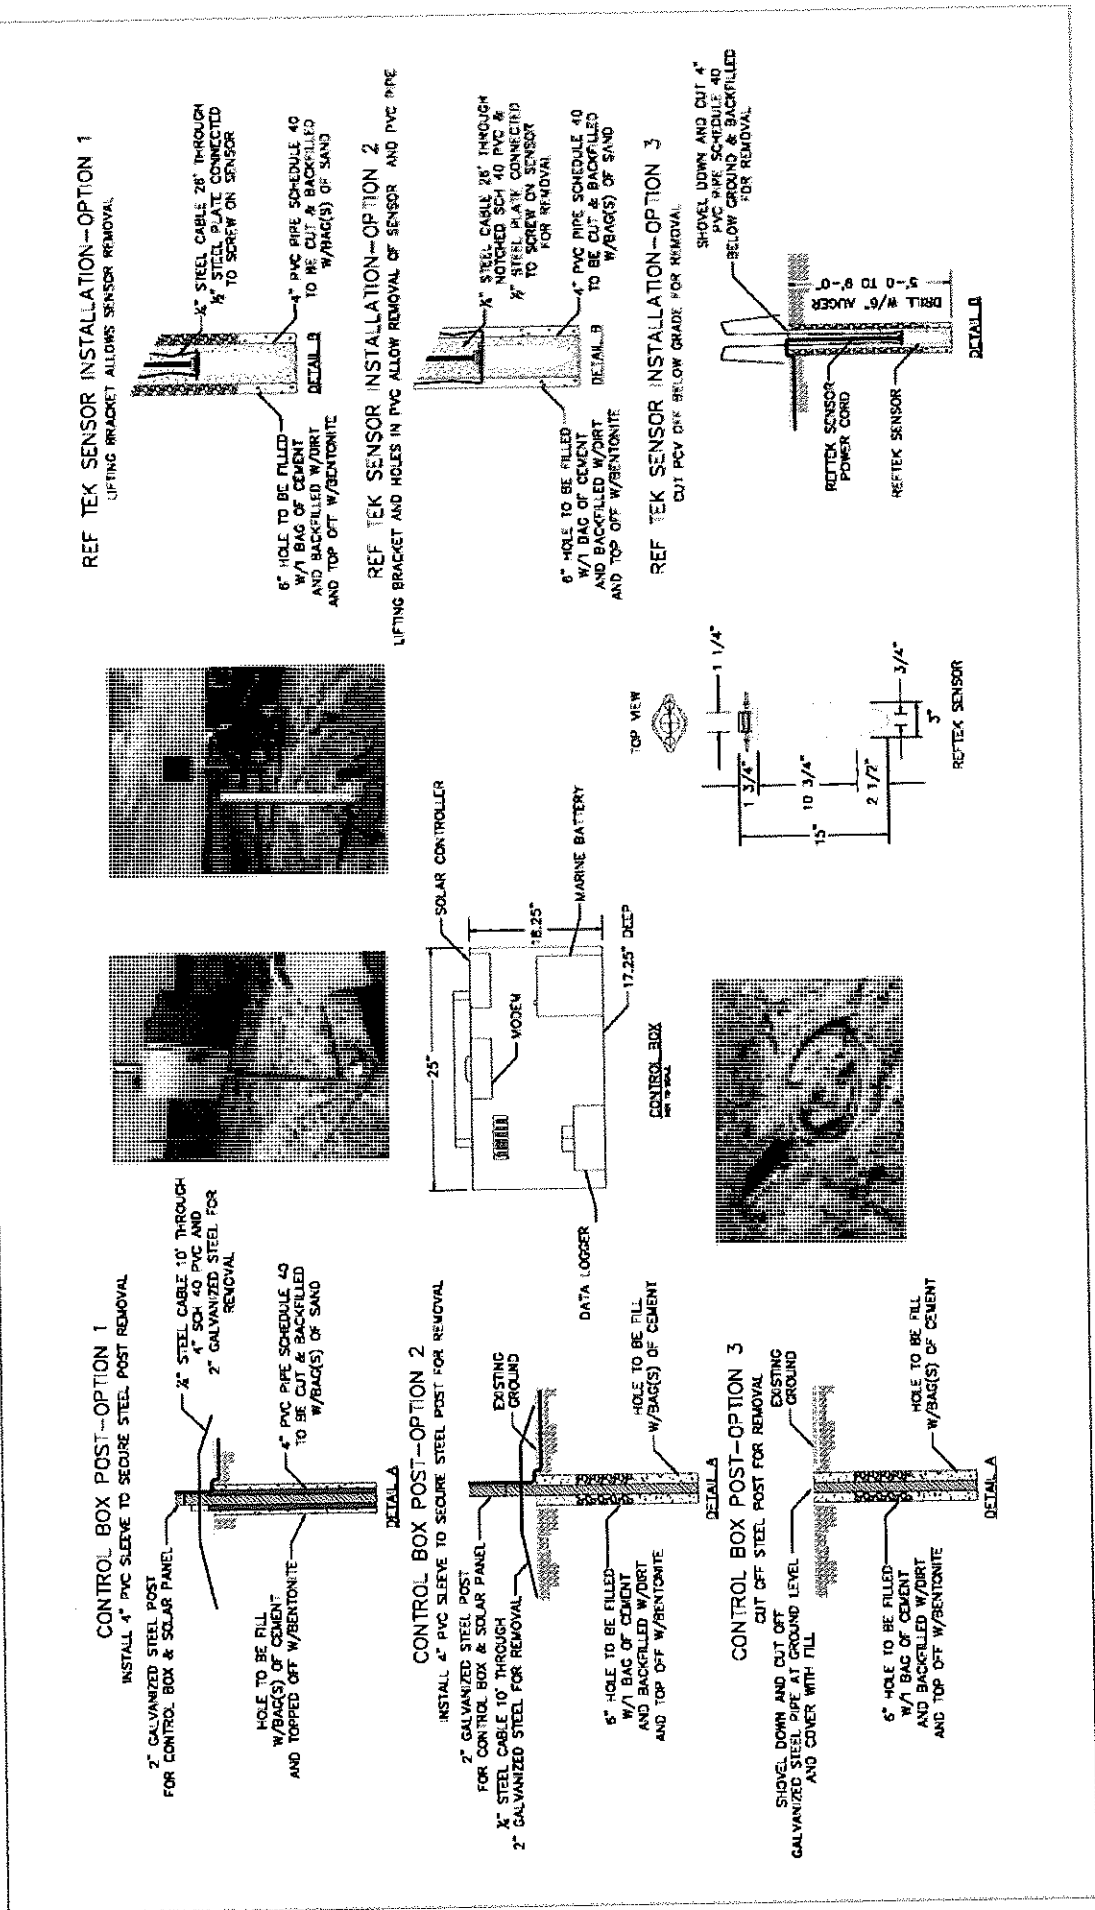 CONTROL BOX POST-OPTION 1
INSTALL 4" PVC SLEEVE TO SECURE STEEL POST REMOVAL
2" GALVANIZED STEEL POST
FOR CONTROL BOX & SOLAR PANEL
STEEL CABLE 10' THROUGH
4" SCH 40 PVC AND
2" GALVANIZED STEEL FOR
REMOVAL
HOLE TO BE FILL
W/BAG(S) OF CEMENT
AND TOPPED OFF W/BENTONITE
4" PVC PIPE SCHEDULE 40
TO BE CUT & BACKFILLED
W/BAG(S) OF SAND
DETAIL A
CONTROL BOX POST-OPTION 2
INSTALL 4" PVC SLEEVE TO SECURE STEEL POST FOR REMOVAL
2" GALVANIZED STEEL POST
FOR CONTROL BOX & SOLAR PANEL
STEEL CABLE 10' THROUGH
2" GALVANIZED STEEL FOR REMOVAL
EXISTING
GROUND
6" HOLE TO BE FILLED
W/1 BAG OF CEMENT
AND BACKFILLED W/DIRT
AND TOP OFF W/BENTONITE
HOLE TO BE FILL
W/BAG(S) OF CEMENT
DETAIL A
CONTROL BOX POST-OPTION 3
CUT OFF STEEL POST FOR REMOVAL
SHOVEL DOWN AND CUT OFF
GALVANIZED STEEL PIPE AT GROUND LEVEL
AND COVER WITH FILL
EXISTING
GROUND
6" HOLE TO BE FILLED
W/1 BAG OF CEMENT
AND BACKFILLED W/DIRT
AND TOP OFF W/BENTONITE
HOLE TO BE FILL
W/BAG(S) OF CEMENT
DETAIL A
25"
SOLAR CONTROLLER
MODEM
MARINE BATTERY
17.25" DEEP
DATA LOGGER
CONTROL BOX
NOT TO SCALE
TOP VIEW
1 1/4"
1 3/4"
10 3/4"
2 1/2"
15"
3/4"
3"
REFTEK SENSOR
REF TEK SENSOR INSTALLATION-OPTION 1
LIFTING BRACKET ALLOWS SENSOR REMOVAL
STEEL CABLE 26' THROUGH
STEEL PLATE CONNECTED
TO SCREW ON SENSOR
6" HOLE TO BE FILLED
W/1 BAG OF CEMENT
AND BACKFILLED W/DIRT
AND TOP OFF W/BENTONITE
4" PVC PIPE SCHEDULE 40
TO BE CUT & BACKFILLED
W/BAG(S) OF SAND
DETAIL B
REF TEK SENSOR INSTALLATION-OPTION 2
LIFTING BRACKET AND HOLES IN PVC ALLOW REMOVAL OF SENSOR AND PVC PIPE
STEEL CABLE 26' THROUGH
NOTCHED SCH 40 PVC &
STEEL PLATE CONNECTED
TO SCREW ON SENSOR
FOR REMOVAL
6" HOLE TO BE FILLED
W/1 BAG OF CEMENT
AND BACKFILLED W/DIRT
AND TOP OFF W/BENTONITE
4" PVC PIPE SCHEDULE 40
TO BE CUT & BACKFILLED
W/BAG(S) OF SAND
DETAIL B
REF TEK SENSOR INSTALLATION-OPTION 3
CUT PCV OFF BELOW GRADE FOR REMOVAL
SHOVEL DOWN AND CUT 4"
PVC PIPE SCHEDULE 40
BELOW GROUND & BACKFILLED
FOR REMOVAL
REFTEK SENSOR
POWER CORD
REFTEK SENSOR
DRILL W/6" AUGER